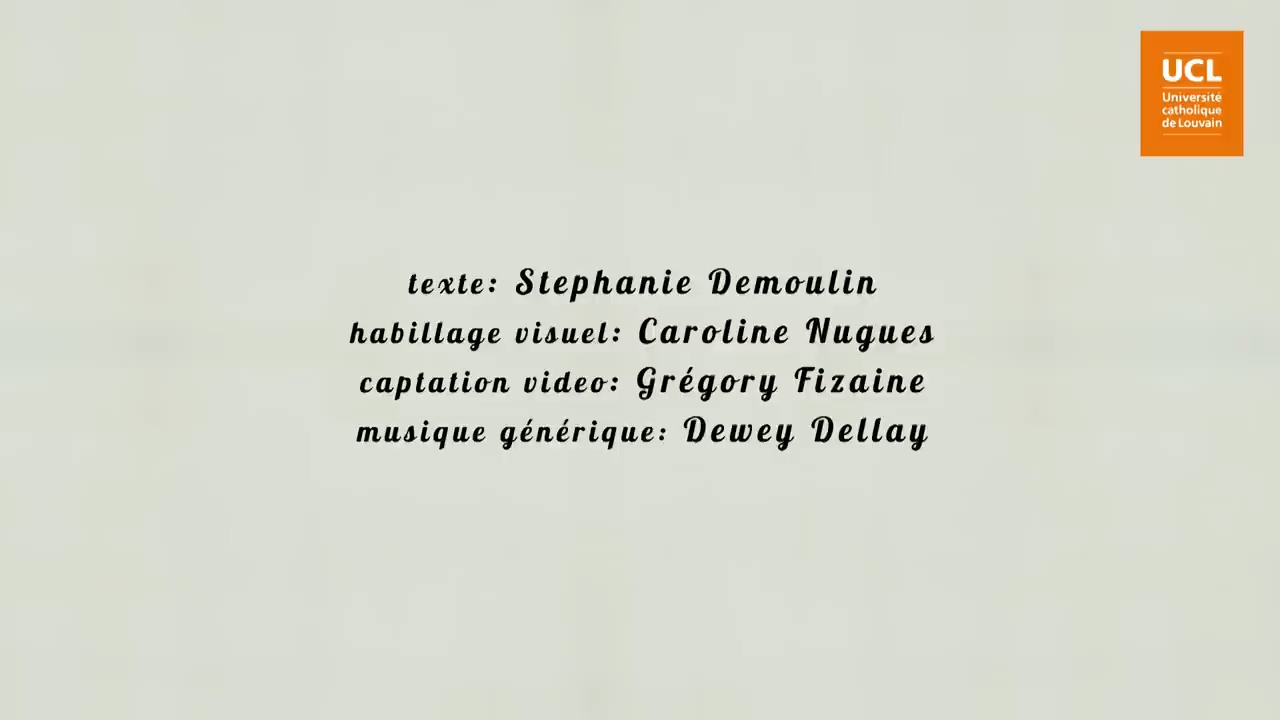 UCL
Université
catholique
de Louvain
texte: Stephanie Demoulin
habillage visuel: Caroline Nugues
captation video: Grégory Fizaine
musique générique: Dewey Dellay